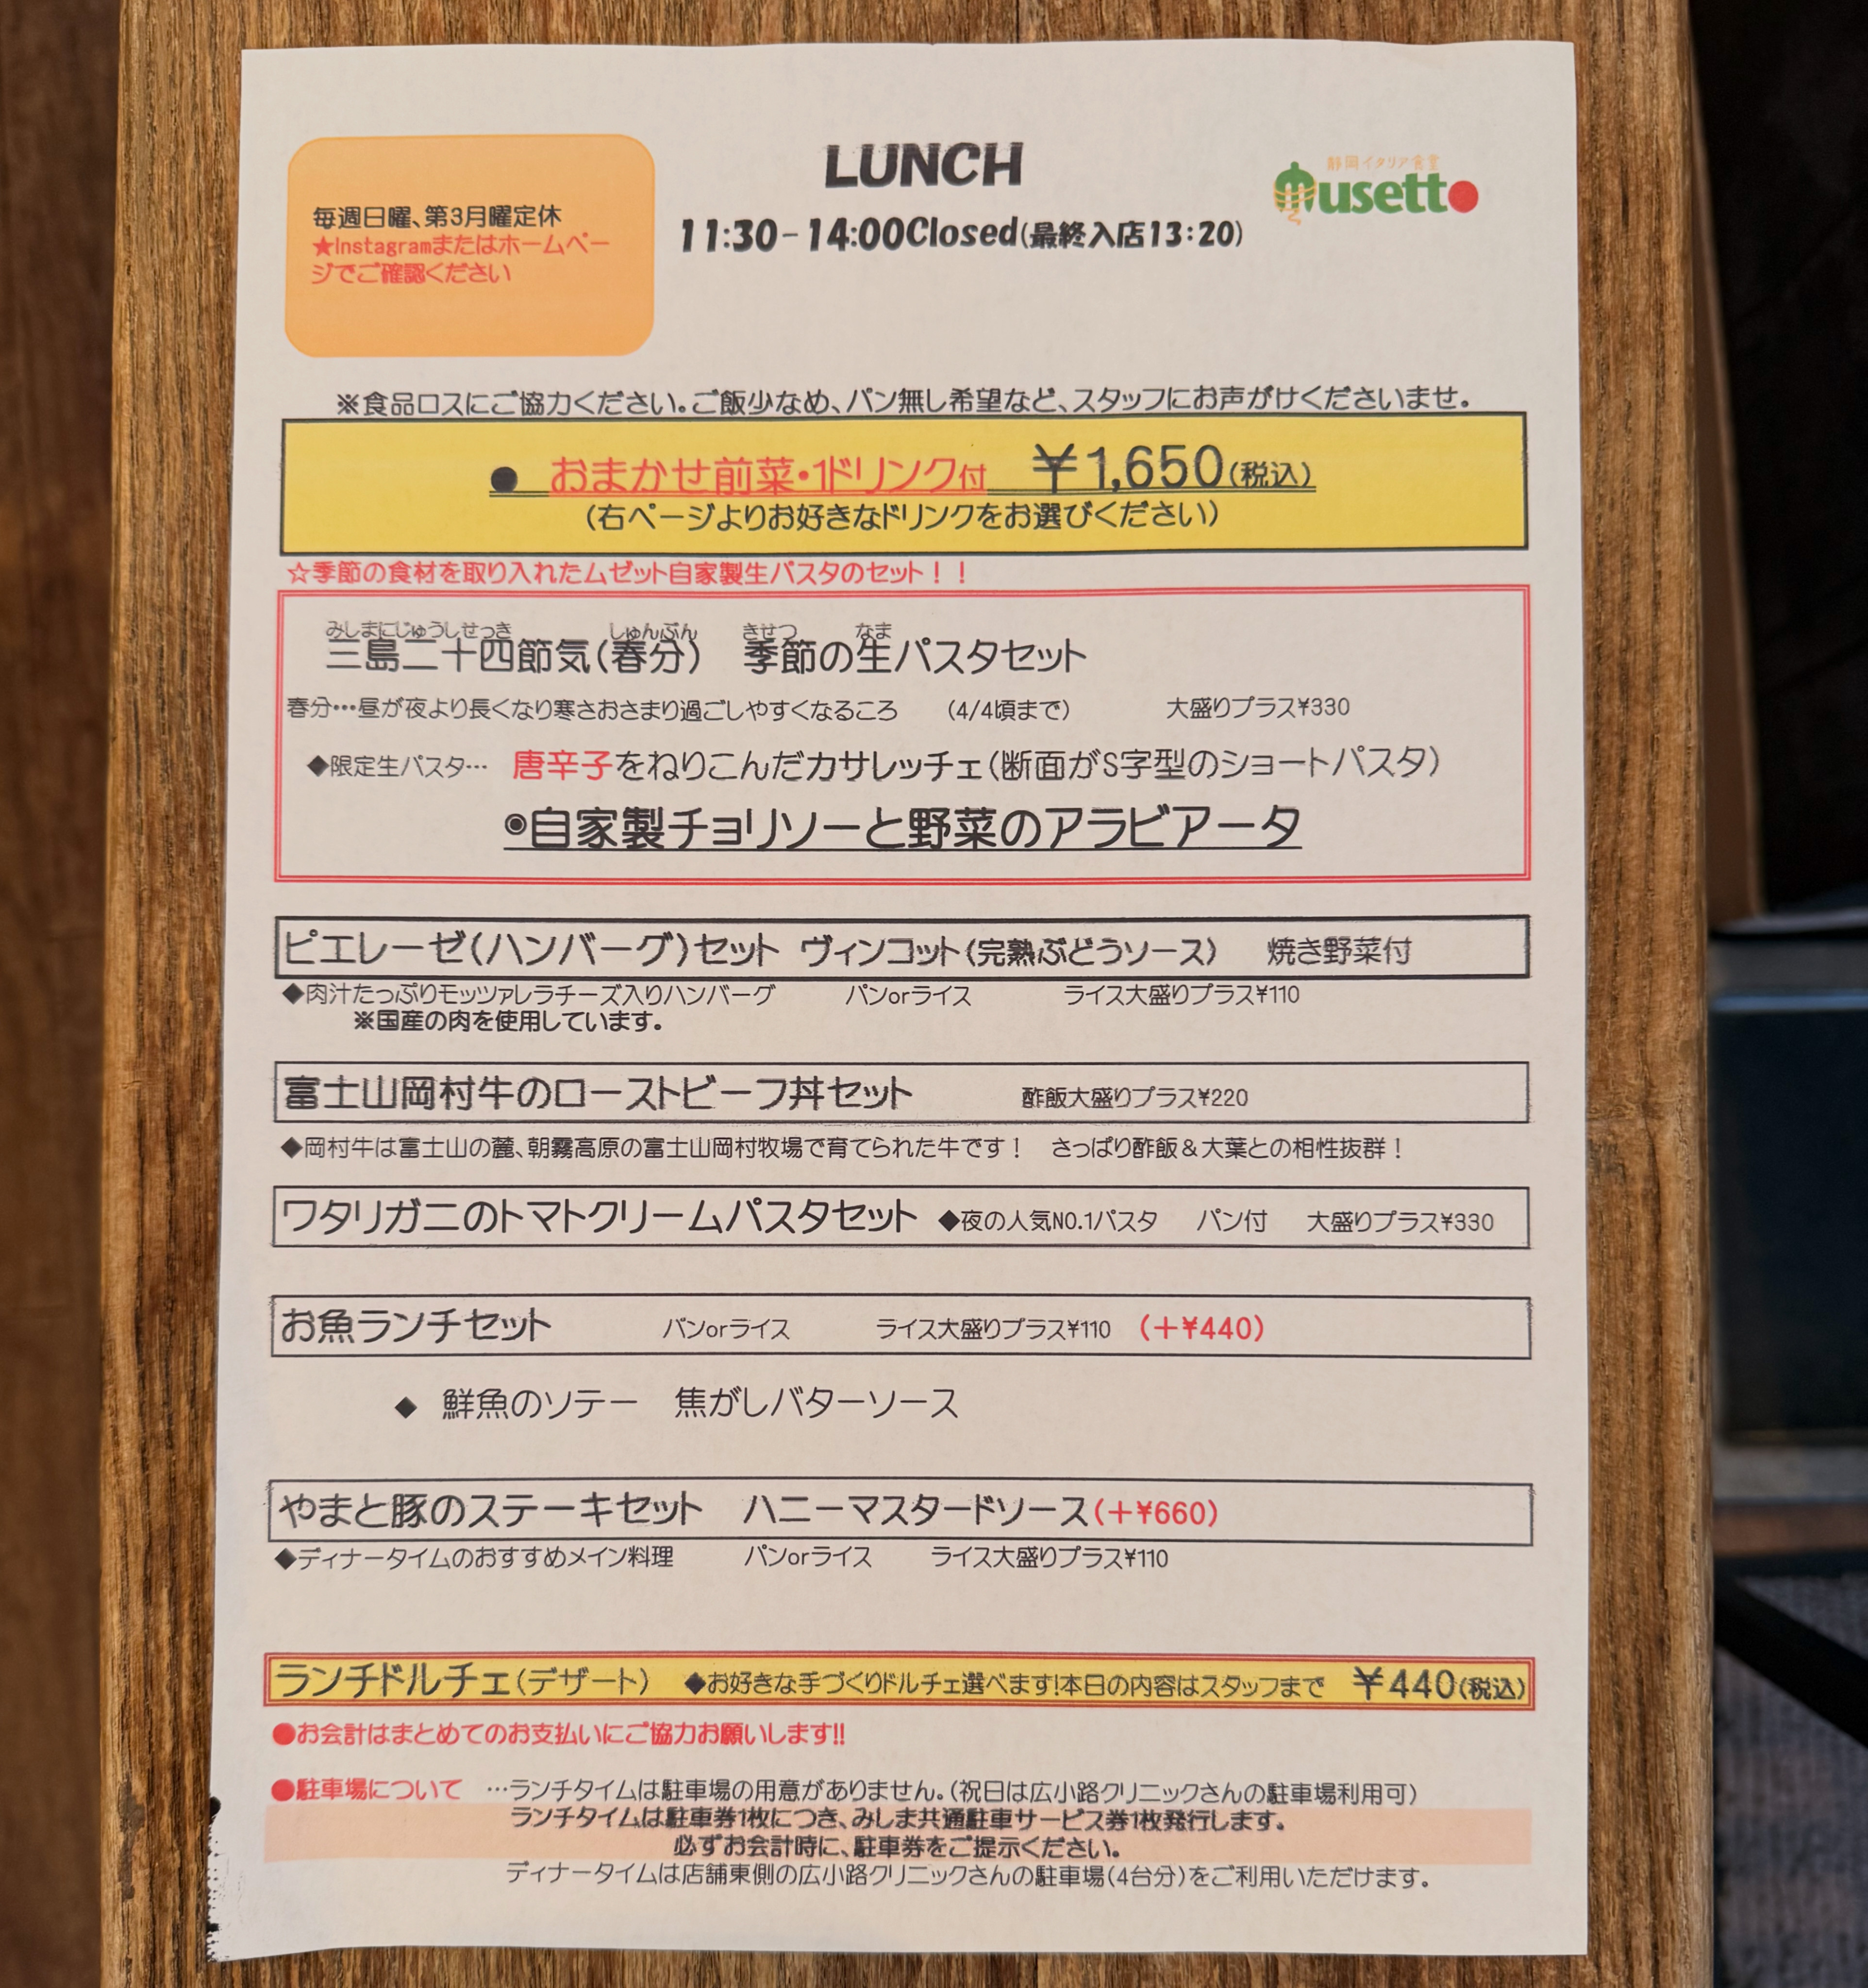 LUNCH
11:30-14:00Closed(最終入店13:20)
静岡イタリア食堂
musetto
毎週日曜、第3月曜定休
★Instagramまたはホームペー
ジでご確認ください
※食品ロスにご協力ください。ご飯少なめ、パン無し希望など、スタッフにお声がけくださいませ。
● おまかせ前菜・1ドリンク付 ￥1,650(税込)
(右ページよりお好きなドリンクをお選びください)
☆季節の食材を取り入れたムゼット自家製生パスタのセット！！
みしまにじゅうしせっき しゅんぶん きせつ なま
三島二十四節気(春分) 季節の生パスタセット
春分…昼が夜より長くなり寒さおさまり過ごしやすくなるころ (4/4頃まで) 大盛りプラス¥330
◆限定生パスタ… 唐辛子をねりこんだカサレッチェ(断面がS字型のショートパスタ)
◉自家製チョリソーと野菜のアラビアータ
ピエレーゼ(ハンバーグ)セット ヴィンコット(完熟ぶどうソース) 焼き野菜付
◆肉汁たっぷりモッツァレラチーズ入りハンバーグ パンorライス ライス大盛りプラス¥110
※国産の肉を使用しています。
富士山岡村牛のローストビーフ丼セット 酢飯大盛りプラス¥220
◆岡村牛は富士山の麓、朝霧高原の富士山岡村牧場で育てられた牛です！ さっぱり酢飯＆大葉との相性抜群！
ワタリガニのトマトクリームパスタセット ◆夜の人気NO.1パスタ パン付 大盛りプラス¥330
お魚ランチセット パンorライス ライス大盛りプラス¥110 (＋¥440)
◆ 鮮魚のソテー 焦がしバターソース
やまと豚のステーキセット ハニーマスタードソース(＋¥660)
◆ディナータイムのおすすめメイン料理 パンorライス ライス大盛りプラス¥110
ランチドルチェ(デザート) ◆お好きな手づくりドルチェ選べます!本日の内容はスタッフまで ￥440(税込)
●お会計はまとめてのお支払いにご協力お願いします!!
●駐車場について …ランチタイムは駐車場の用意がありません。(祝日は広小路クリニックさんの駐車場利用可)
ランチタイムは駐車券1枚につき、みしま共通駐車サービス券1枚発行します。
必ずお会計時に、駐車券をご提示ください。
ディナータイムは店舗東側の広小路クリニックさんの駐車場(4台分)をご利用いただけます。